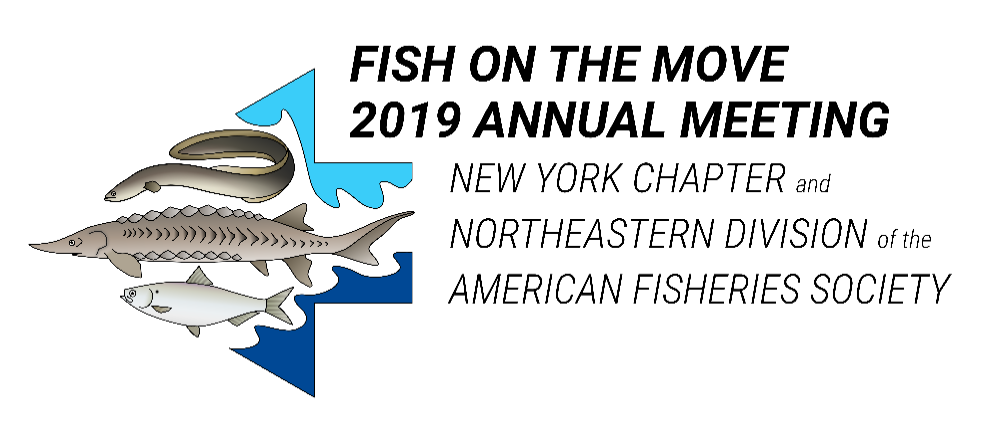 FISH ON THE MOVE
2019 ANNUAL MEETING
NEW YORK CHAPTER and
NORTHEASTERN DIVISION of the
AMERICAN FISHERIES SOCIETY